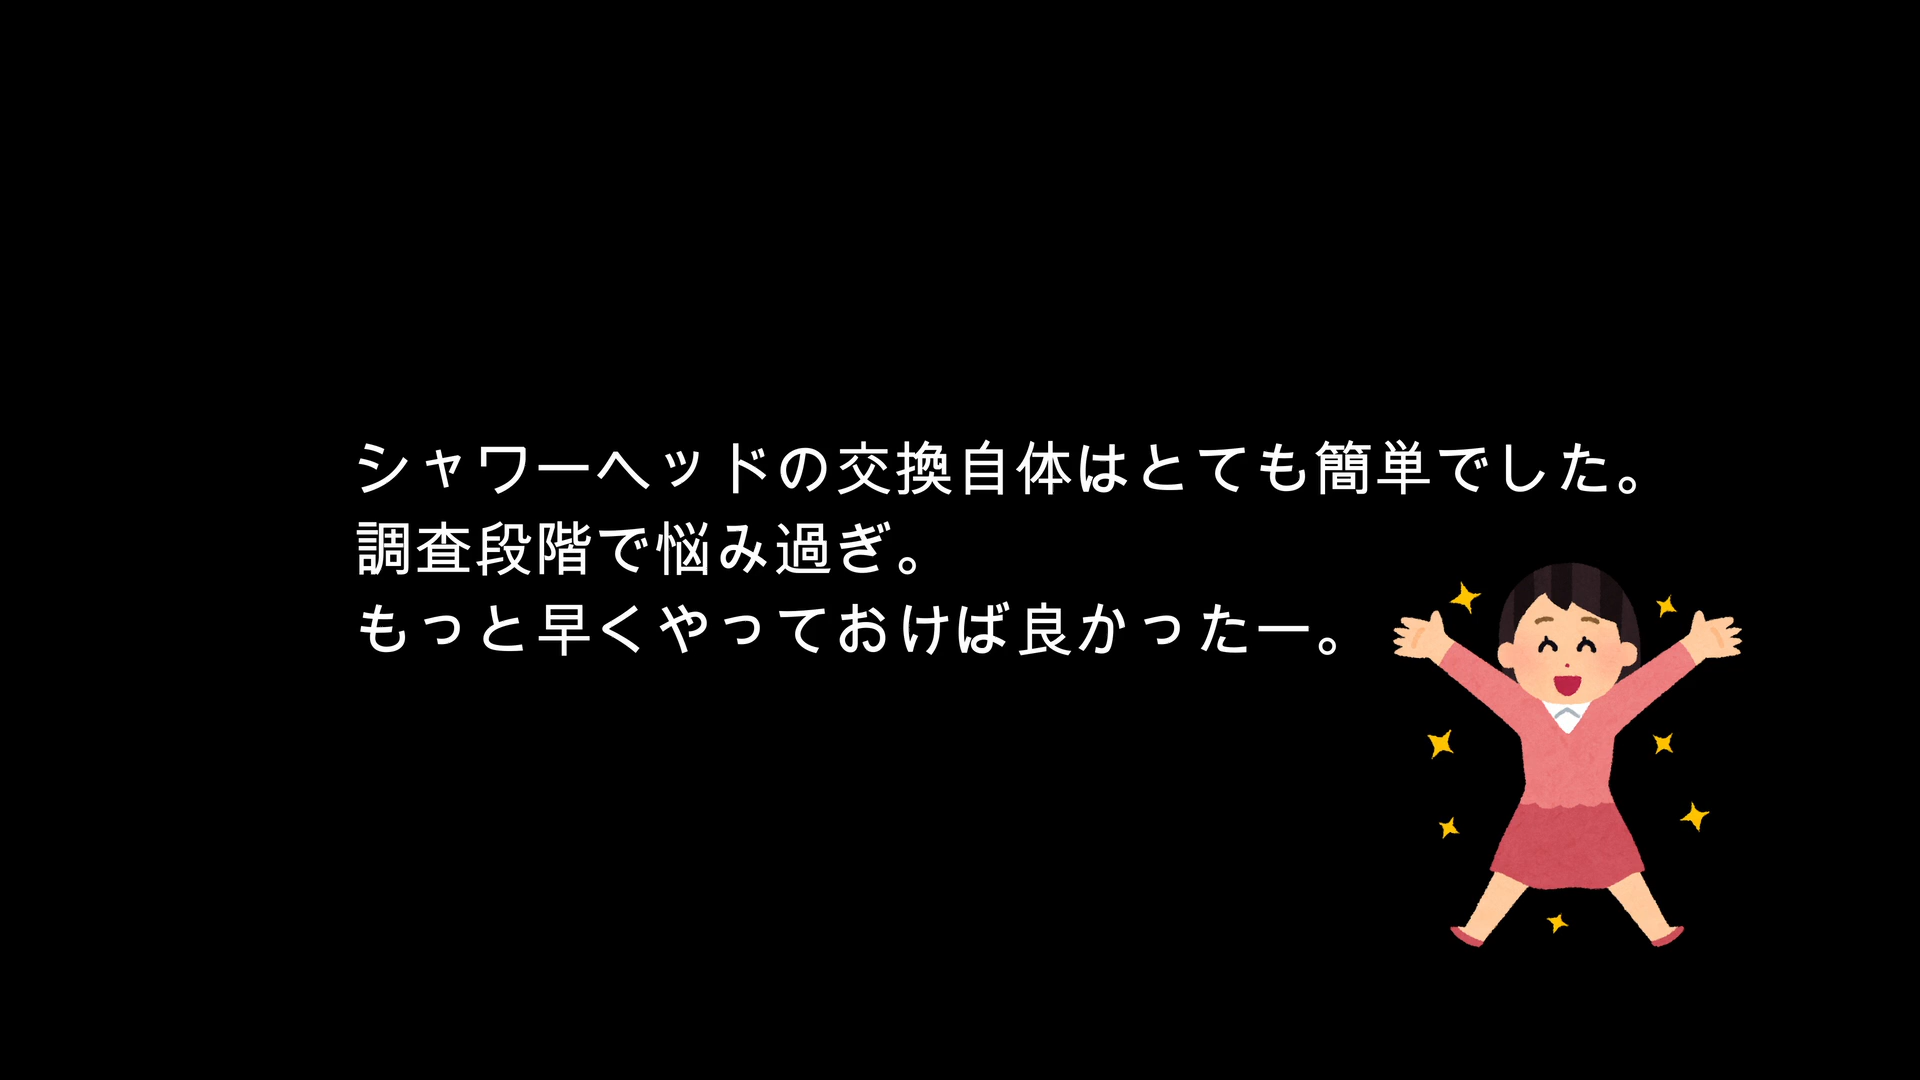 シャワーヘッドの交換自体はとても簡単でした。
調査段階で悩み過ぎ。
もっと早くやっておけば良かったー。